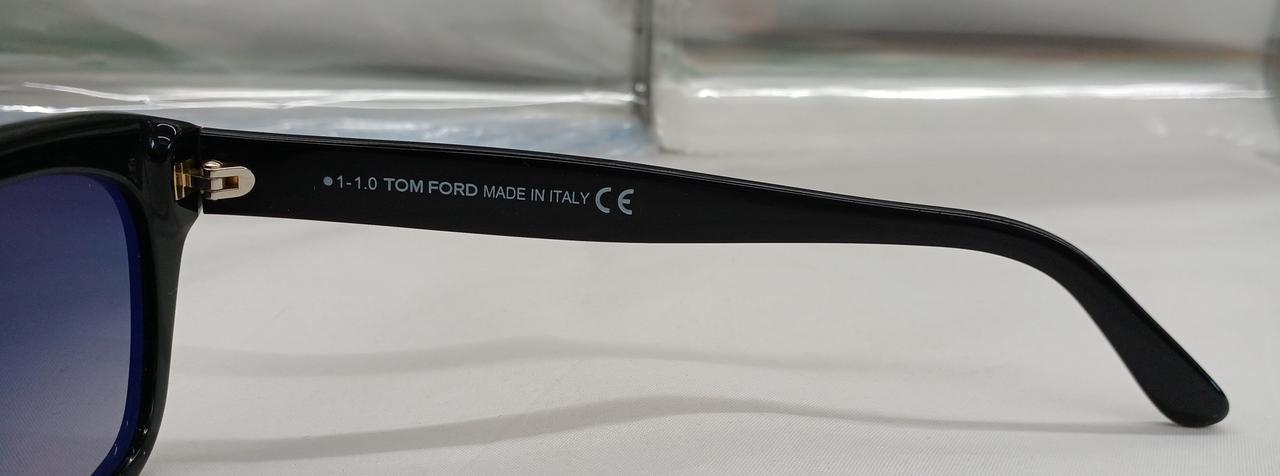 ●1-1.0 TOM FORD MADE IN ITALY CE